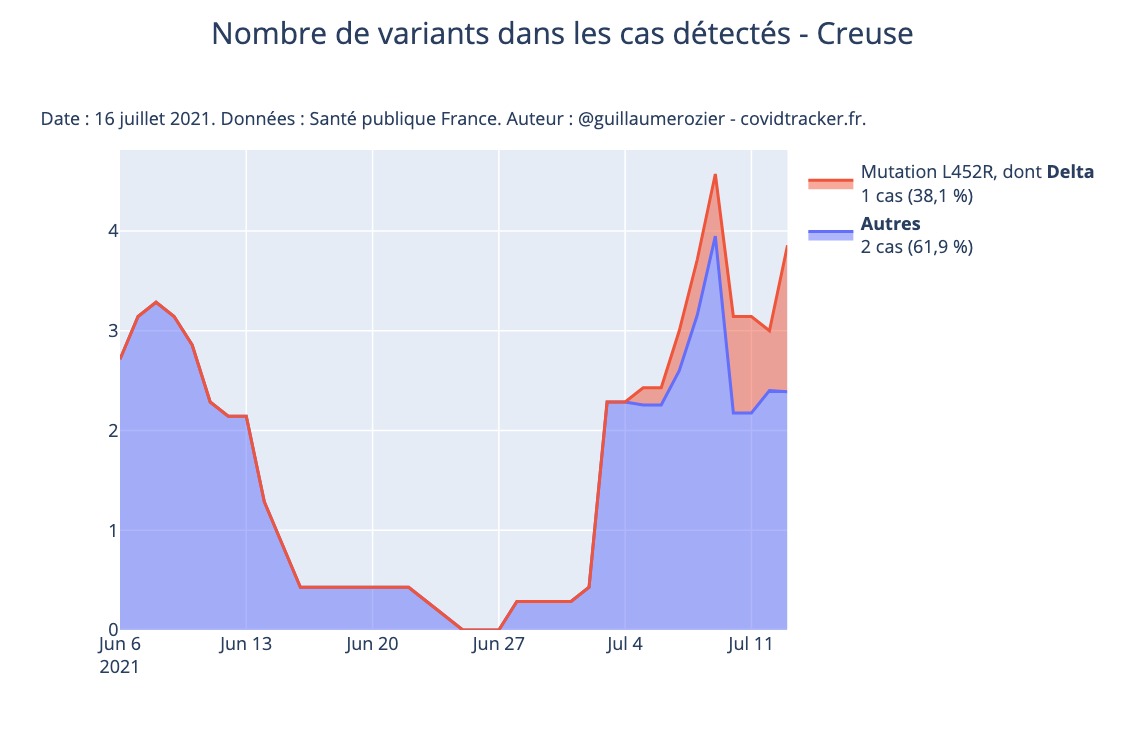 Nombre de variants dans les cas détectés - Creuse
Date : 16 juillet 2021. Données : Santé publique France. Auteur : @guillaumerozier - covidtracker.fr.
Mutation L452R, dont Delta
1 cas (38,1 %)
Autres
2 cas (61,9 %)
4
3
2
1
0
Jun 6 Jun 13 Jun 20 Jun 27 Jul 4 Jul 11
2021